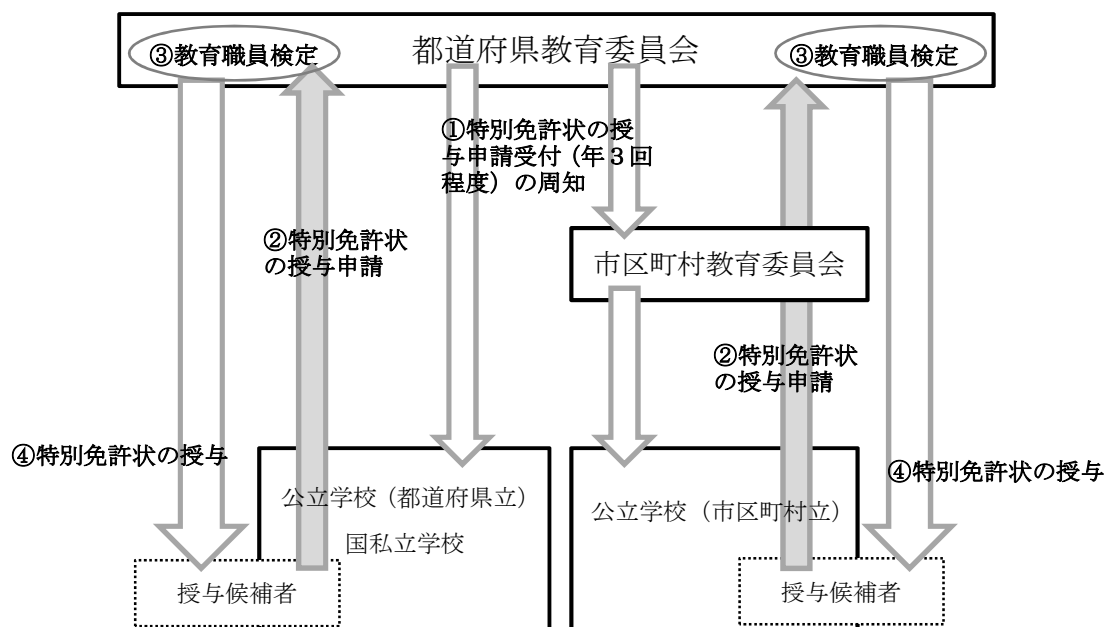 ③教育職員検定
都道府県教育委員会
③教育職員検定
①特別免許状の授
与申請受付（年３回
程度）の周知
②特別免許状
の授与申請
市区町村教育委員会
②特別免許状
の授与申請
④特別免許状の授与
④特別免許状の授与
公立学校（都道府県立）
国私立学校
公立学校（市区町村立）
授与候補者
授与候補者